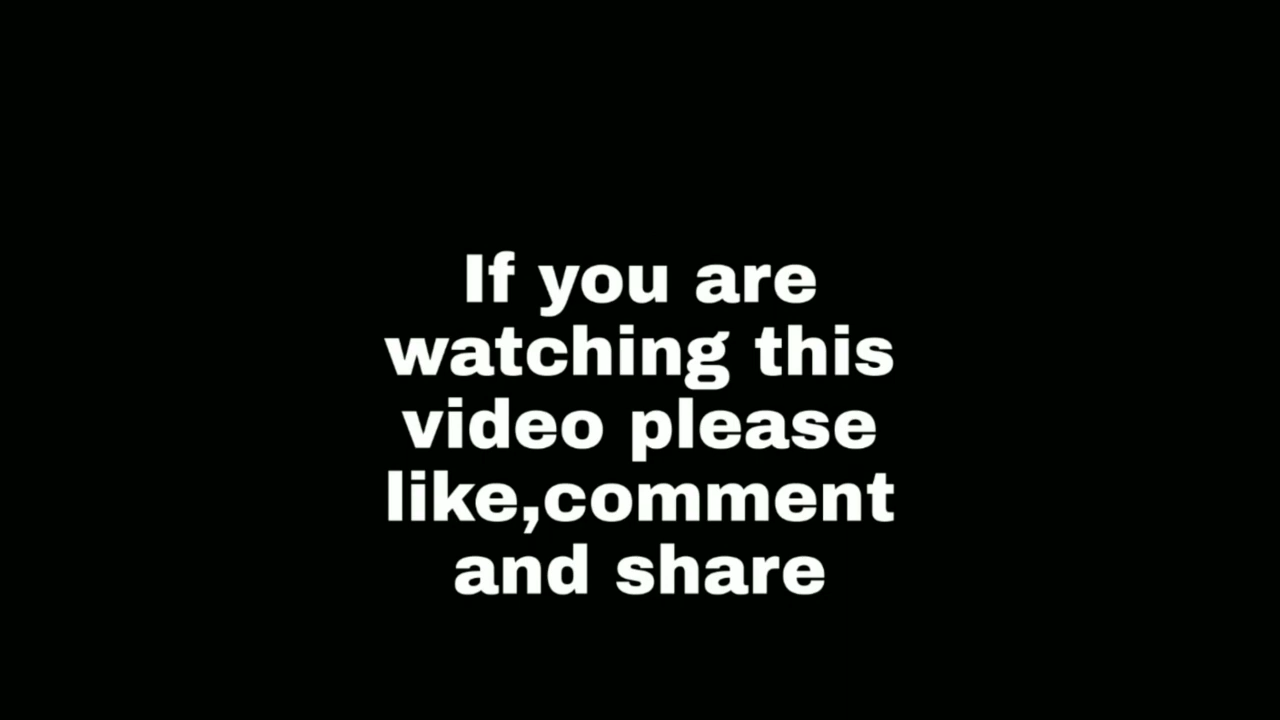 If you are
watching this
video please
like,comment
and share